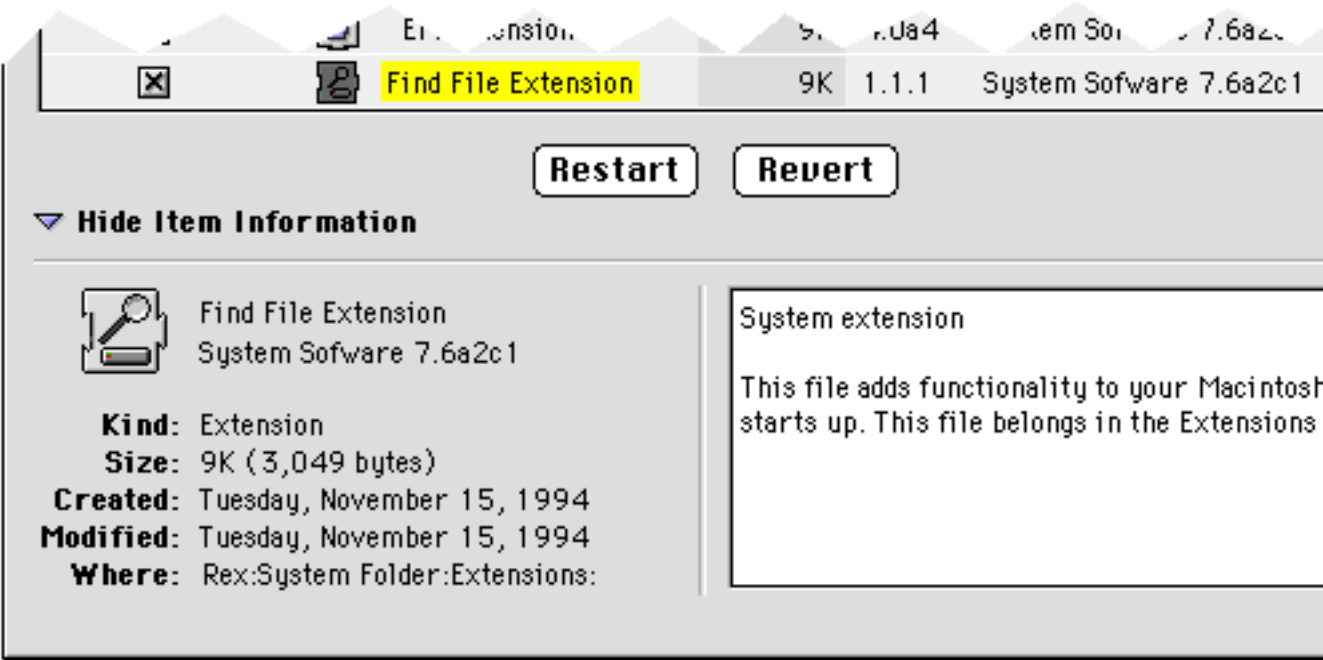 Find File Extension 9K 1.1.1 System Sofware 7.6a2c1
Restart Revert
Hide Item Information
Find File Extension
System Sofware 7.6a2c1
Kind: Extension
Size: 9K (3,049 bytes)
Created: Tuesday, November 15, 1994
Modified: Tuesday, November 15, 1994
Where: Rex:System Folder:Extensions:
System extension
This file adds functionality to your Macintosh
starts up. This file belongs in the Extensions